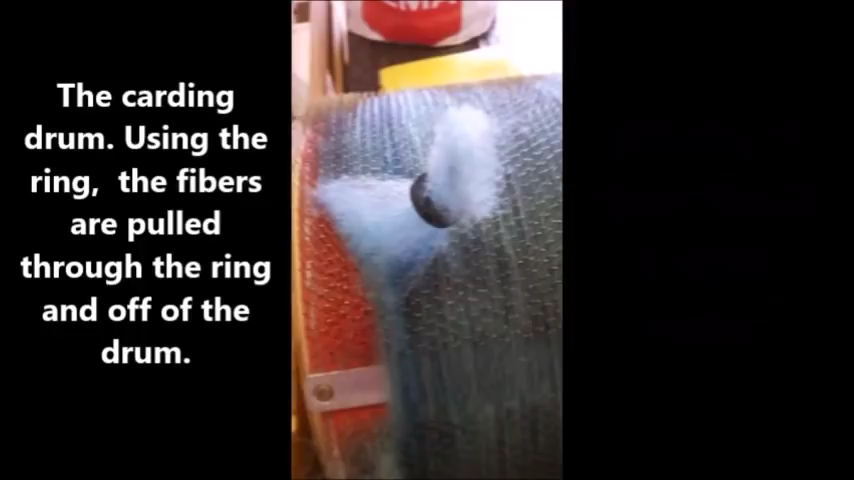 The carding
drum. Using the
ring, the fibers
are pulled
through the ring
and off of the
drum.